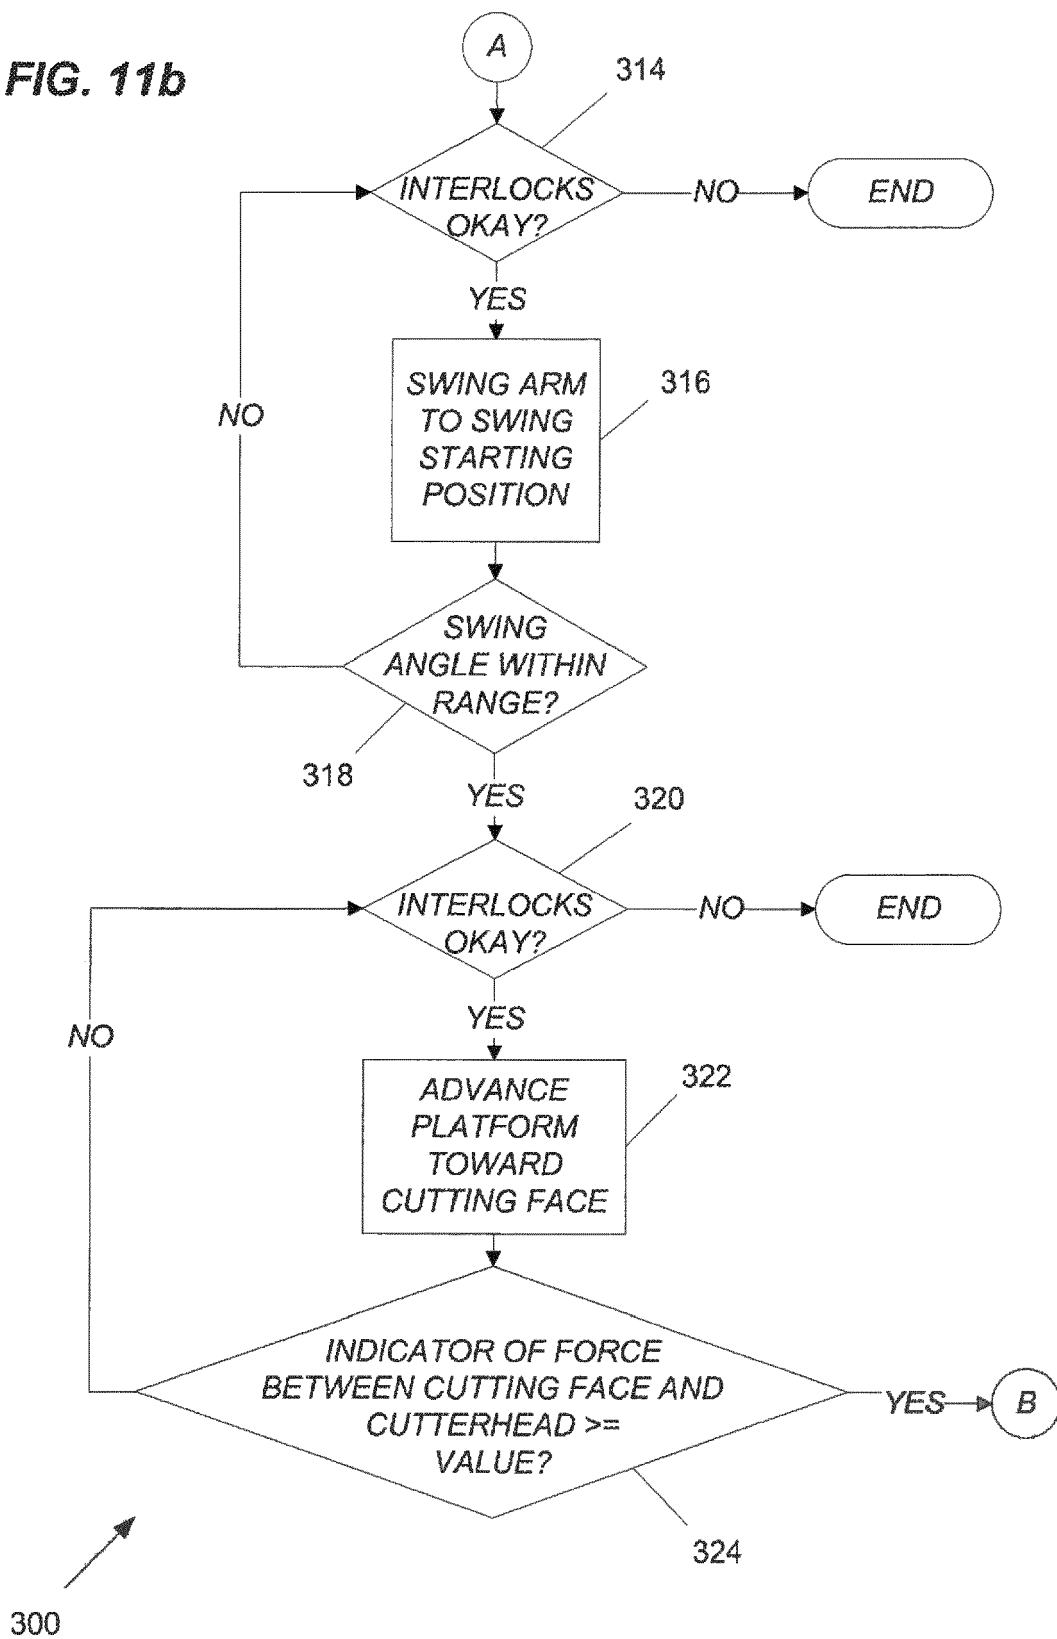 A
FIG. 11b
314
INTERLOCKS
OKAY?
NO
END
YES
SWING ARM
TO SWING
STARTING
POSITION
316
NO
SWING
ANGLE WITHIN
RANGE?
318
YES
320
INTERLOCKS
OKAY?
NO
END
NO
YES
ADVANCE
PLATFORM
TOWARD
CUTTING FACE
322
INDICATOR OF FORCE
BETWEEN CUTTING FACE AND
CUTTERHEAD >=
VALUE?
YES
B
324
300